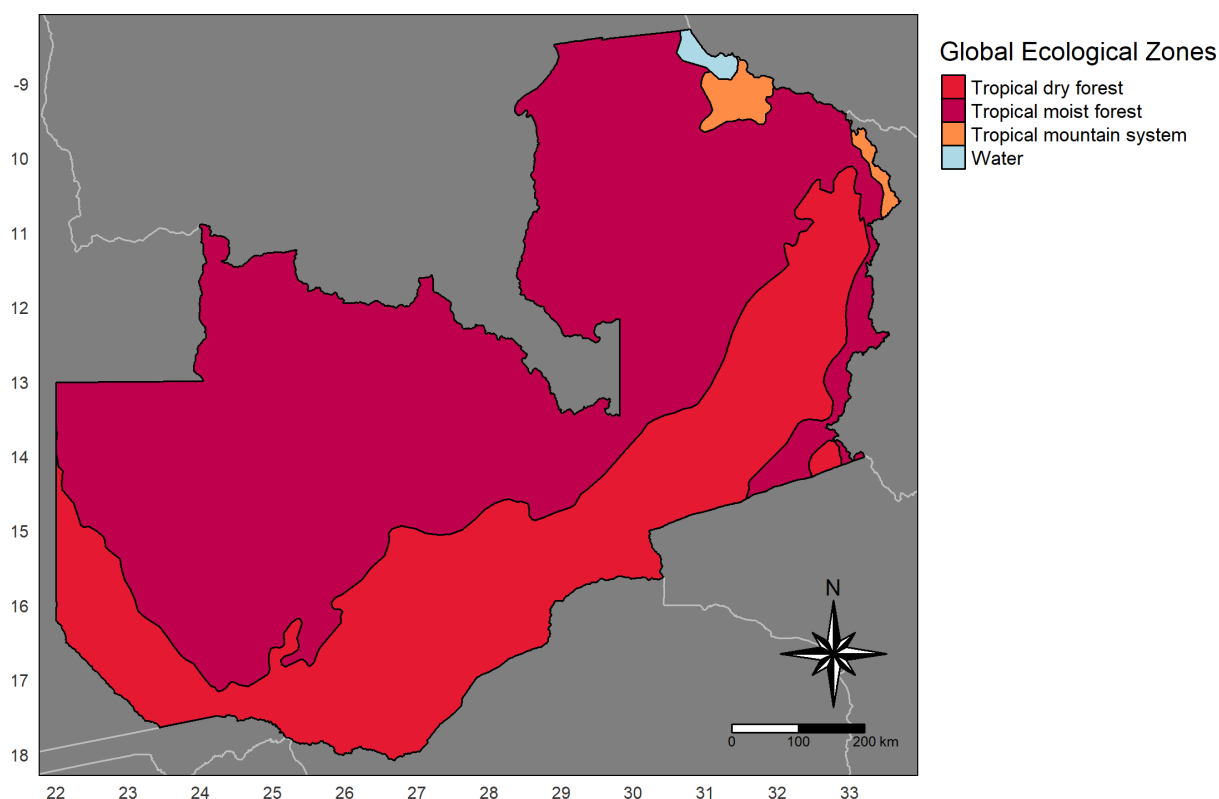 Global Ecological Zones
Tropical dry forest
Tropical moist forest
Tropical mountain system
Water
-9
10
11
12
13
14
15
16
17
18
N
0 100 200 km
22 23 24 25 26 27 28 29 30 31 32 33